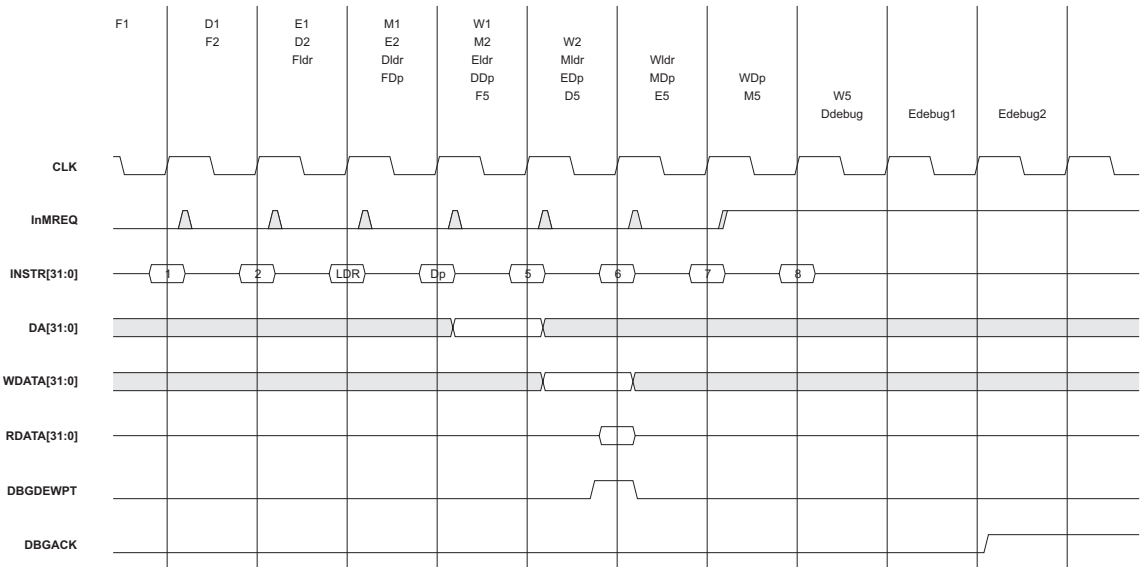 F1 D1 E1 M1 W1
F2 D2 E2 M2 W2
Fldr Dldr Eldr Mldr Wldr
FDp DDp EDp MDp WDp
F5 D5 E5 M5 W5
Ddebug Edebug1 Edebug2
CLK
InMREQ
INSTR[31:0] 1 2 LDR Dp 5 6 7 8
DA[31:0]
WDATA[31:0]
RDATA[31:0]
DBGDEWPT
DBGACK